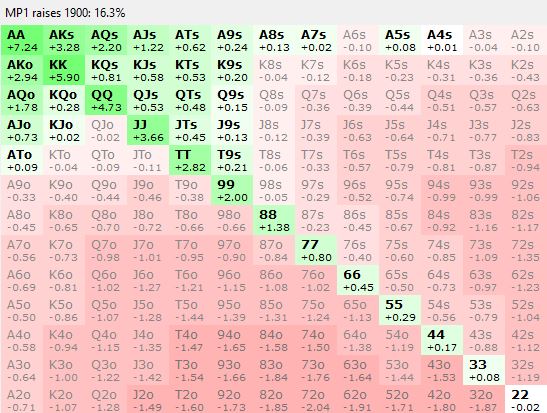 MP1 raises 1900: 16.3%
AA AKs AQs AJs ATs A9s A8s A7s A6s A5s A4s A3s A2s
+7.24 +3.28 +2.20 +1.22 +0.62 +0.24 +0.13 +0.02 -0.10 +0.08 +0.01 -0.04 -0.10
AKo KK KQs KJs KTs K9s K8s K7s K6s K5s K4s K3s K2s
+2.94 +5.90 +0.81 +0.58 +0.53 +0.20 -0.04 -0.12 -0.18 -0.23 -0.31 -0.36 -0.43
AQo KQo QQ QJs QTs Q9s Q8s Q7s Q6s Q5s Q4s Q3s Q2s
+1.78 +0.28 +4.73 +0.53 +0.48 +0.15 -0.09 -0.36 -0.39 -0.44 -0.51 -0.57 -0.63
AJo KJo QJo JJ JTs J9s J8s J7s J6s J5s J4s J3s J2s
+0.73 +0.02 -0.02 +3.66 +0.45 +0.13 -0.12 -0.39 -0.63 -0.64 -0.71 -0.77 -0.83
ATo KTo QTo JTo TT T9s T8s T7s T6s T5s T4s T3s T2s
+0.09 -0.04 -0.09 -0.11 +2.82 +0.21 -0.06 -0.33 -0.57 -0.79 -0.81 -0.87 -0.94
A9o K9o Q9o J9o T9o 99 98s 97s 96s 95s 94s 93s 92s
-0.33 -0.40 -0.44 -0.46 -0.38 +2.00 -0.05 -0.29 -0.52 -0.74 -0.99 -0.99 -1.06
A8o K8o Q8o J8o T8o 98o 88 87s 86s 85s 84s 83s 82s
-0.45 -0.65 -0.70 -0.72 -0.66 -0.66 +1.38 -0.23 -0.45 -0.67 -0.92 -1.16 -1.17
A7o K7o Q7o J7o T7o 97o 87o 77 76s 75s 74s 73s 72s
-0.56 -0.73 -0.98 -1.01 -0.95 -0.90 -0.84 +0.80 -0.40 -0.60 -0.85 -1.09 -1.35
A6o K6o Q6o J6o T6o 96o 86o 76o 66 65s 64s 63s 62s
-0.69 -0.81 -1.02 -1.27 -1.21 -1.15 -1.08 -1.02 +0.45 -0.50 -0.73 -0.97 -1.23
A5o K5o Q5o J5o T5o 95o 85o 75o 65o 55 54s 53s 52s
-0.50 -0.86 -1.07 -1.28 -1.44 -1.39 -1.31 -1.24 -1.13 +0.29 -0.56 -0.79 -1.04
A4o K4o Q4o J4o T4o 94o 84o 74o 64o 54o 44 43s 42s
-0.58 -0.94 -1.15 -1.35 -1.47 -1.65 -1.58 -1.50 -1.38 -1.19 +0.17 -0.88 -1.12
A3o K3o Q3o J3o T3o 93o 83o 73o 63o 53o 43o 33 32s
-0.64 -1.00 -1.22 -1.42 -1.54 -1.66 -1.84 -1.76 -1.64 -1.44 -1.53 +0.08 -1.19
A2o K2o Q2o J2o T2o 92o 82o 72o 62o 52o 42o 32o 22
-0.71 -1.07 -1.28 -1.49 -1.60 -1.73 -1.85 -2.04 -1.91 -1.71 -1.80 -1.87 -0.02